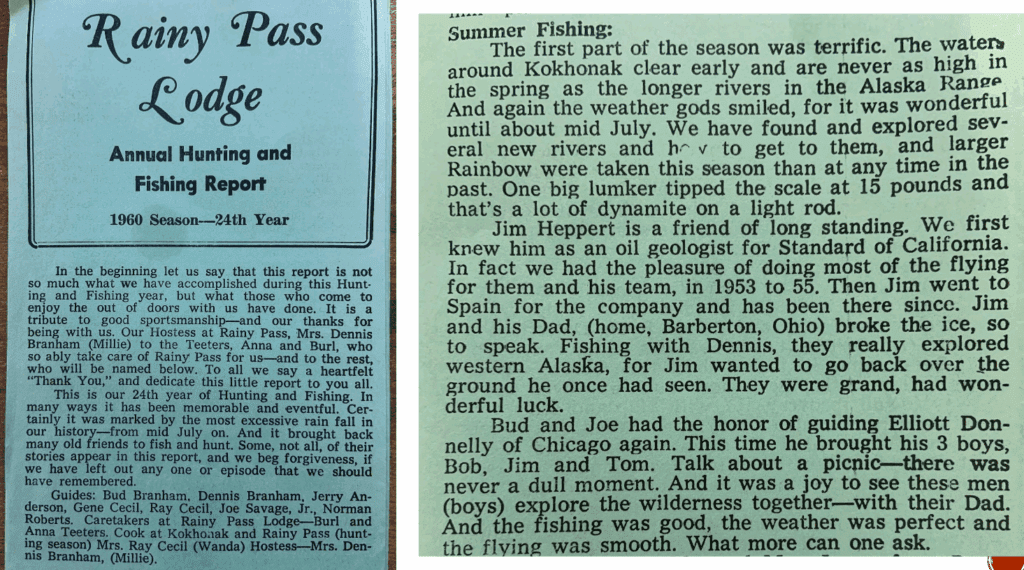 Rainy Pass
Lodge
Annual Hunting and
Fishing Report
1960 Season—24th Year
In the beginning let us say that this report is not
so much what we have accomplished during this Hunt-
ing and Fishing year, but what those who come to
enjoy the out of doors with us have done. It is a
tribute to good sportsmanship—and our thanks for
being with us. Our Hostess at Rainy Pass, Mrs. Dennis
Branham (Millie) to the Teeters, Anna and Burl, who
so ably take care of Rainy Pass for us—and to the rest,
who will be named below. To all we say a heartfelt
"Thank You," and dedicate this little report to you all.
This is our 24th year of Hunting and Fishing. In
many ways it has been memorable and eventful. Cer-
tainly it was marked by the most excessive rain fall in
our history—from mid July on. And it brought back
many old friends to fish and hunt. Some, not all, of their
stories appear in this report, and we beg forgiveness, if
we have left out any one or episode that we should
have remembered.
Guides: Bud Branham, Dennis Branham, Jerry An-
derson, Gene Cecil, Ray Cecil, Joe Savage, Jr., Norman
Roberts. Caretakers at Rainy Pass Lodge—Burl and
Anna Teeters. Cook at Kokhonak and Rainy Pass (hunt-
ing season) Mrs. Ray Cecil (Wanda) Hostess—Mrs. Den-
nis Branham, (Millie).
Summer Fishing:
The first part of the season was terrific. The waters
around Kokhonak clear early and are never as high in
the spring as the longer rivers in the Alaska Range.
And again the weather gods smiled, for it was wonderful
until about mid July. We have found and explored sev-
eral new rivers and to get to them, and larger
Rainbow were taken this season than at any time in the
past. One big lumker tipped the scale at 15 pounds and
that's a lot of dynamite on a light rod.
Jim Heppert is a friend of long standing. We first
knew him as an oil geologist for Standard of California.
In fact we had the pleasure of doing most of the flying
for them and his team, in 1953 to 55. Then Jim went to
Spain for the company and has been there since. Jim
and his Dad, (home, Barberton, Ohio) broke the ice, so
to speak. Fishing with Dennis, they really explored
western Alaska, for Jim wanted to go back over the
ground he once had seen. They were grand, had won-
derful luck.
Bud and Joe had the honor of guiding Elliott Don-
nelly of Chicago again. This time he brought his 3 boys,
Bob, Jim and Tom. Talk about a picnic—there was
never a dull moment. And it was a joy to see these men
(boys) explore the wilderness together—with their Dad.
And the fishing was good, the weather was perfect and
the flying was smooth. What more can one ask.